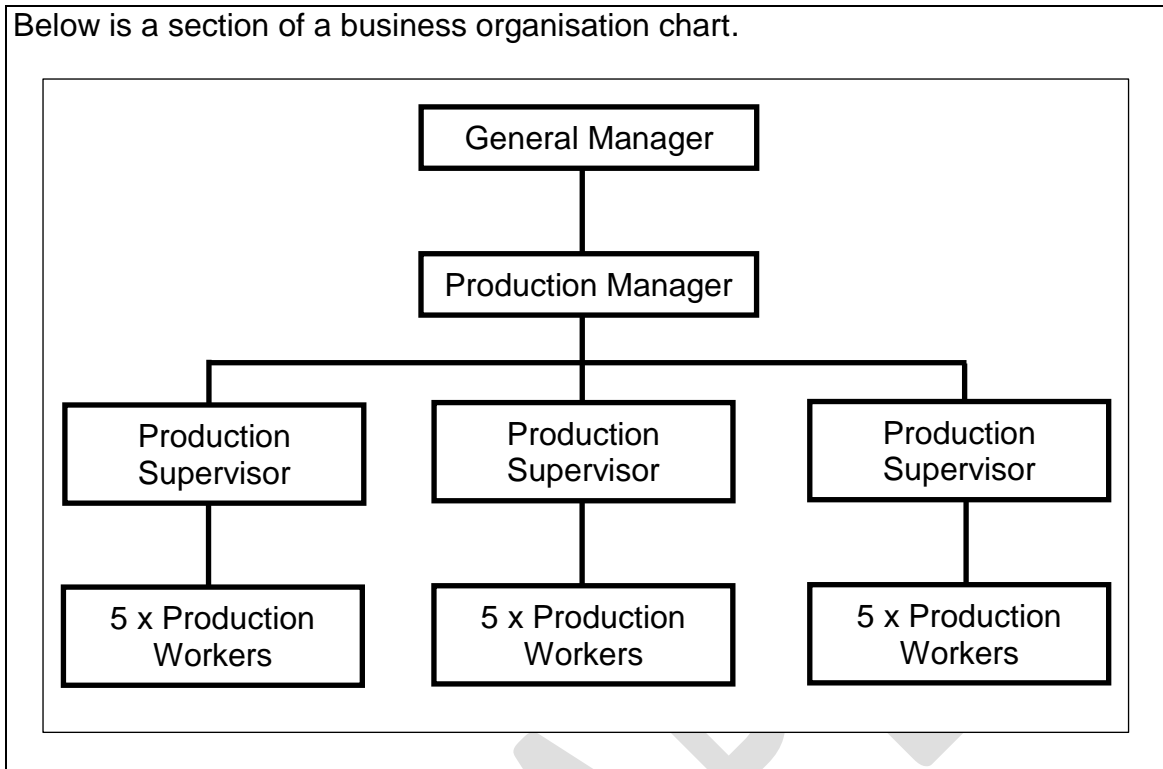 Below is a section of a business organisation chart.
General Manager
Production Manager
Production
Supervisor
Production
Supervisor
Production
Supervisor
5 x Production
Workers
5 x Production
Workers
5 x Production
Workers